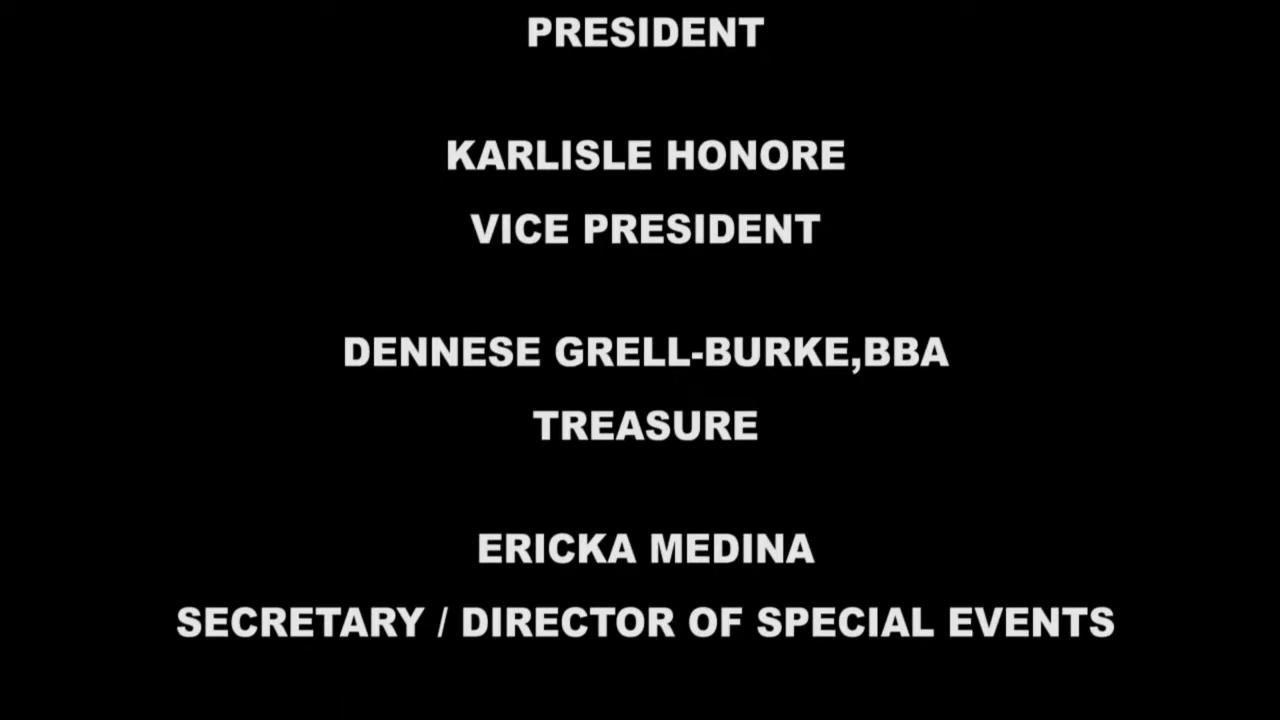 PRESIDENT
KARLISLE HONORE
VICE PRESIDENT
DENNESE GRELL-BURKE,BBA
TREASURE
ERICKA MEDINA
SECRETARY / DIRECTOR OF SPECIAL EVENTS